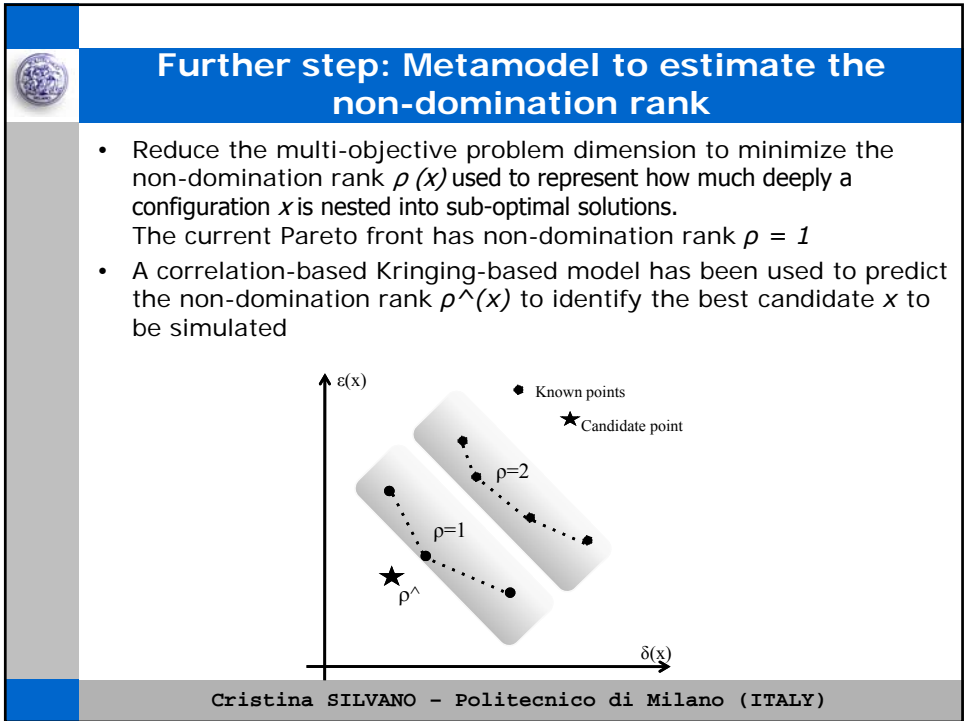 Further step: Metamodel to estimate the
non-domination rank
• Reduce the multi-objective problem dimension to minimize the
non-domination rank ρ (x) used to represent how much deeply a
configuration x is nested into sub-optimal solutions.
The current Pareto front has non-domination rank ρ = 1
• A correlation-based Kringing-based model has been used to predict
the non-domination rank ρ^(x) to identify the best candidate x to
be simulated
ε(x)
Known points
Candidate point
ρ=2
ρ=1
ρ^
δ(x)
Cristina SILVANO – Politecnico di Milano (ITALY)